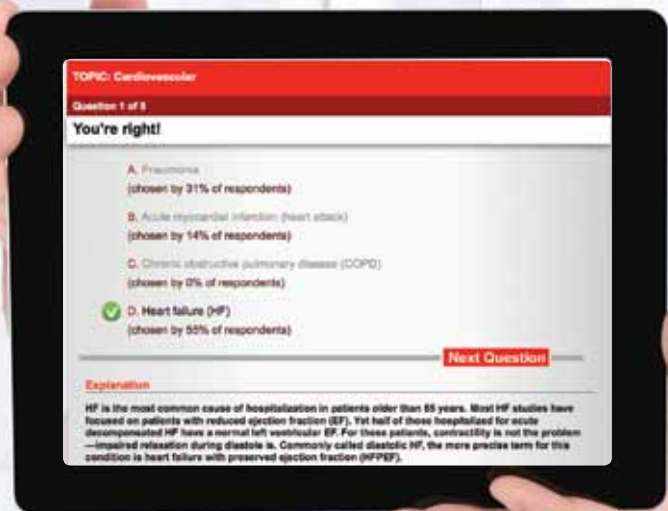 TOPIC: Cardiovascular
Question 1 of 8
You're right!
A. Pneumonia
(chosen by 31% of respondents)
B. Acute myocardial infarction (heart attack)
(chosen by 14% of respondents)
C. Chronic obstructive pulmonary disease (COPD)
(chosen by 0% of respondents)
D. Heart failure (HF)
(chosen by 55% of respondents)
Next Question
Explanation
HF is the most common cause of hospitalization in patients older than 65 years. Most HF studies have
focused on patients with reduced ejection fraction (EF). Yet half of those hospitalized for acute
decompensated HF have a normal left ventricular EF. For these patients, contractility is not the problem
—impaired relaxation during diastole is. Commonly called diastolic HF, the more precise term for this
condition is heart failure with preserved ejection fraction (HFPEF).